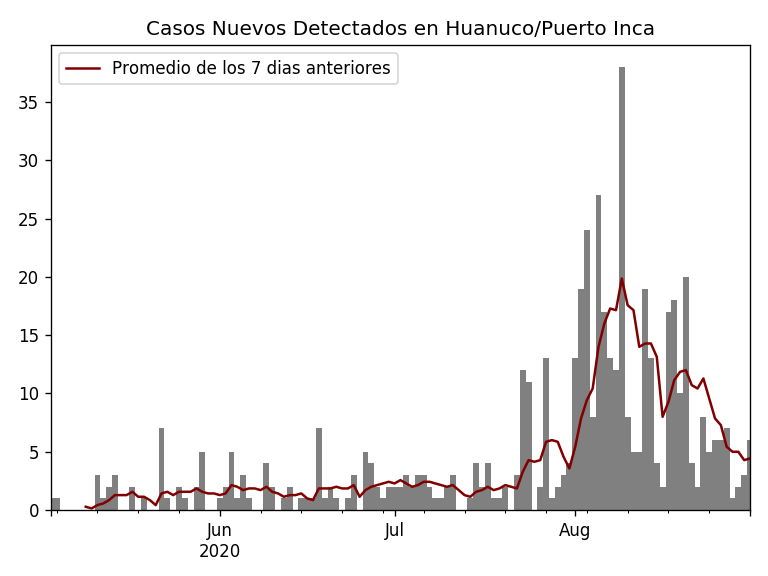 Casos Nuevos Detectados en Huanuco/Puerto Inca
Promedio de los 7 dias anteriores
35
30
25
20
15
10
5
0
Jun
2020
Jul
Aug